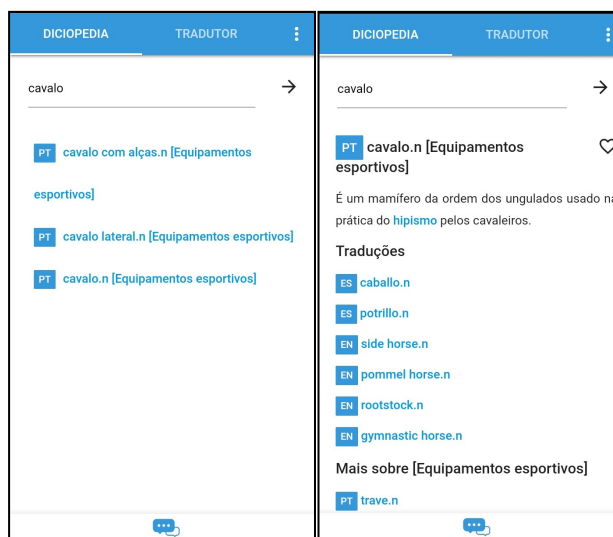 DICIOPEDIA TRADUTOR
cavalo
PT cavalo com alças.n [Equipamentos
esportivos]
PT cavalo lateral.n [Equipamentos esportivos]
PT cavalo.n [Equipamentos esportivos]
DICIOPEDIA TRADUTOR
cavalo
PT cavalo.n [Equipamentos
esportivos]
É um mamífero da ordem dos ungulados usado na
prática do hipismo pelos cavaleiros.
Traduções
ES caballo.n
ES potrillo.n
EN side horse.n
EN pommel horse.n
EN rootstock.n
EN gymnastic horse.n
Mais sobre [Equipamentos esportivos]
PT trave.n